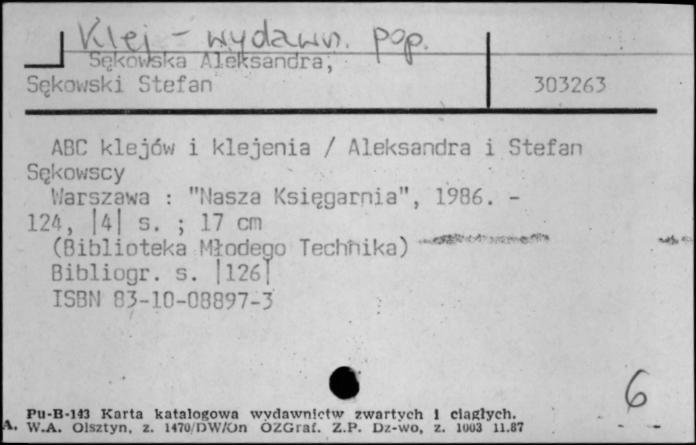 Klej - wydawn. pop.
Sękowska Aleksandra,
Sękowski Stefan 303263
ABC klejów i klejenia / Aleksandra i Stefan
Sękowscy
Warszawa : "Nasza Księgarnia", 1986. -
124, |4| s. ; 17 cm
(Biblioteka Młodego Technika)
Bibliogr. s. |126|
ISBN 83-10-08897-3
6
Pu-B-143 Karta katalogowa wydawnictw zwartych i ciągłych.
A. W.A. Olsztyn, z. 1470/DW/On OZGraf. Z.P. Dz-wo, z. 1003 11.87